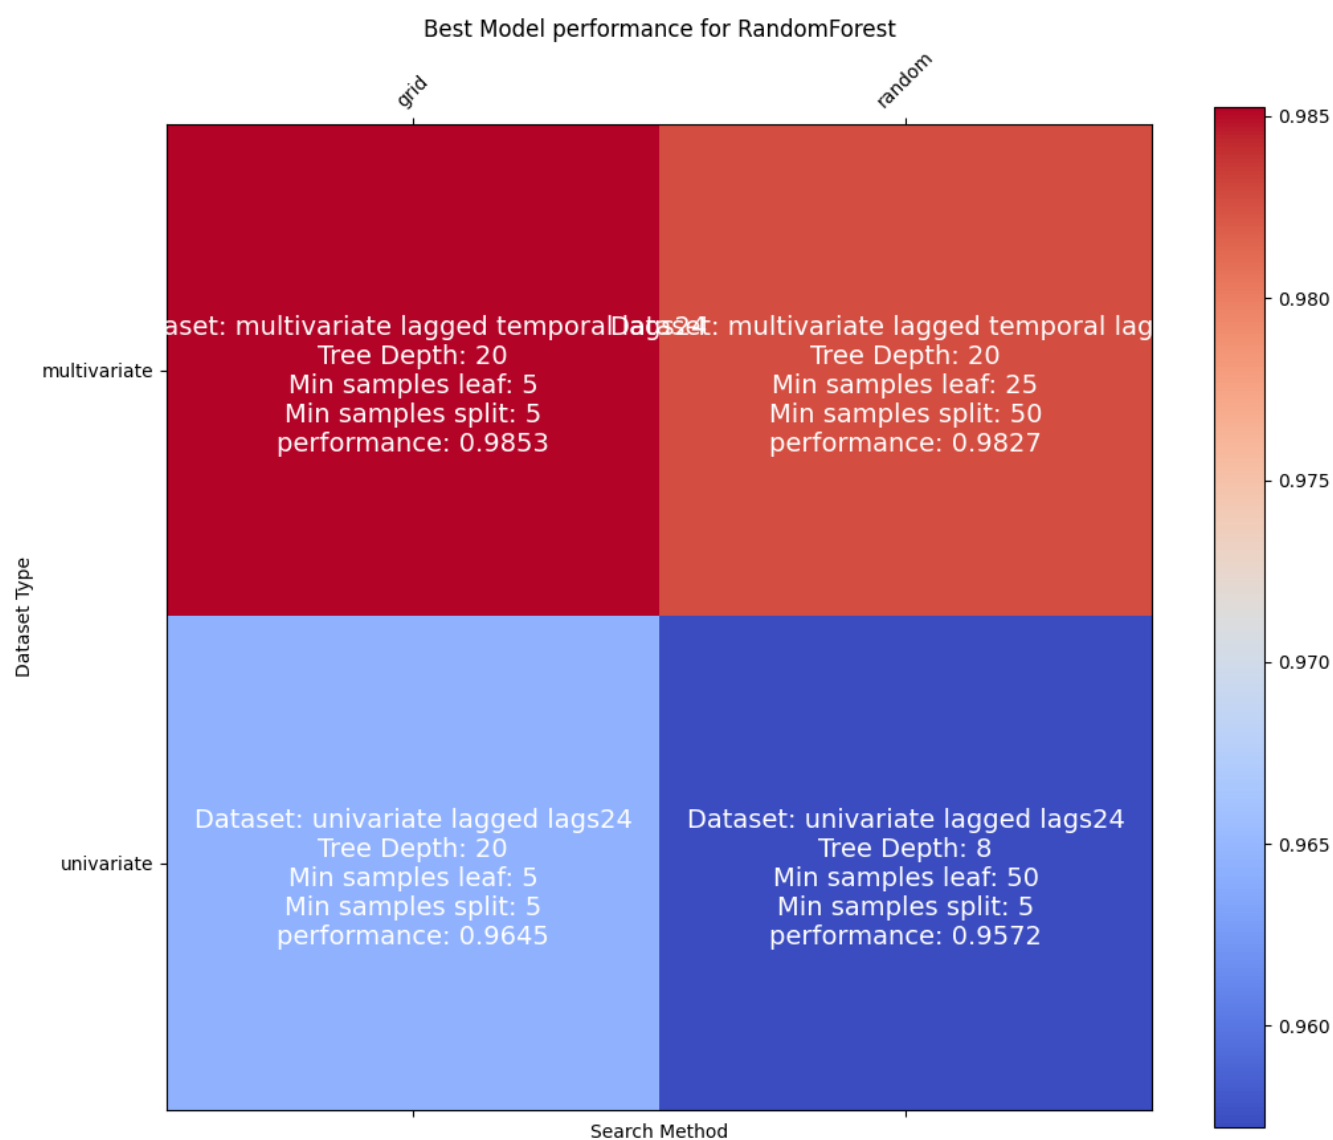 Best Model performance for RandomForest
grid
random
0.985
0.980
0.975
0.970
0.965
0.960
multivariate
univariate
Dataset Type
aset: multivariate lagged temporal lags24
Tree Depth: 20
Min samples leaf: 5
Min samples split: 5
performance: 0.9853
Dataset: multivariate lagged temporal lag
Tree Depth: 20
Min samples leaf: 25
Min samples split: 50
performance: 0.9827
Dataset: univariate lagged lags24
Tree Depth: 20
Min samples leaf: 5
Min samples split: 5
performance: 0.9645
Dataset: univariate lagged lags24
Tree Depth: 8
Min samples leaf: 50
Min samples split: 5
performance: 0.9572
Search Method